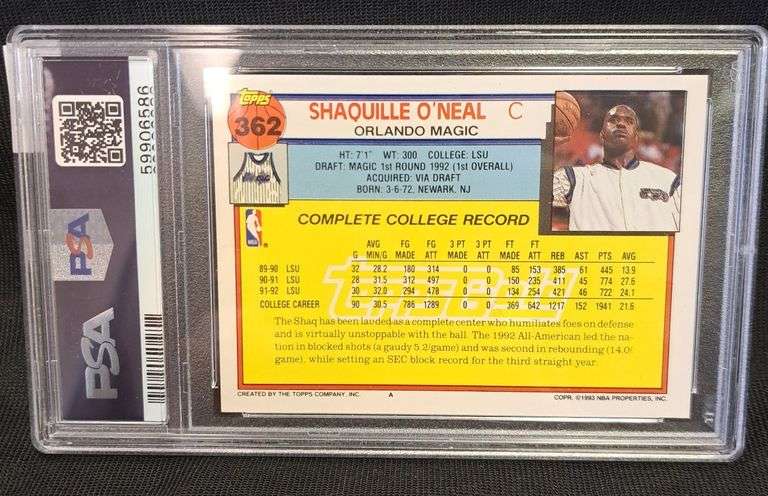 59906586
PSA
PSA
topps
362
SHAQUILLE O'NEAL C
ORLANDO MAGIC
HT: 7'1" WT: 300 COLLEGE: LSU
DRAFT: MAGIC 1ST ROUND 1992 (1ST OVERALL)
ACQUIRED: VIA DRAFT
BORN: 3-6-72, NEWARK, NJ
NBA
COMPLETE COLLEGE RECORD
AVG FG FG 3 PT 3 PT FT FT
G MIN/G MADE ATT MADE ATT MADE ATT REB AST PTS AVG
89-90 LSU 32 28.2 180 314 0 0 85 153 385 61 445 13.9
90-91 LSU 28 31.5 312 497 0 0 150 235 411 45 774 27.6
91-92 LSU 30 32.0 294 478 0 0 134 254 421 46 722 24.1
COLLEGE CAREER 90 30.5 786 1289 0 0 369 642 1217 152 1941 21.6
The Shaq has been lauded as a complete center who humiliates foes on defense
and is virtually unstoppable with the ball. The 1992 All-American led the na-
tion in blocked shots (a gaudy 5.2/game) and was second in rebounding (14.0/
game), while setting an SEC block record for the third straight year.
CREATED BY THE TOPPS COMPANY, INC. A COPR. ©1993 NBA PROPERTIES, INC.